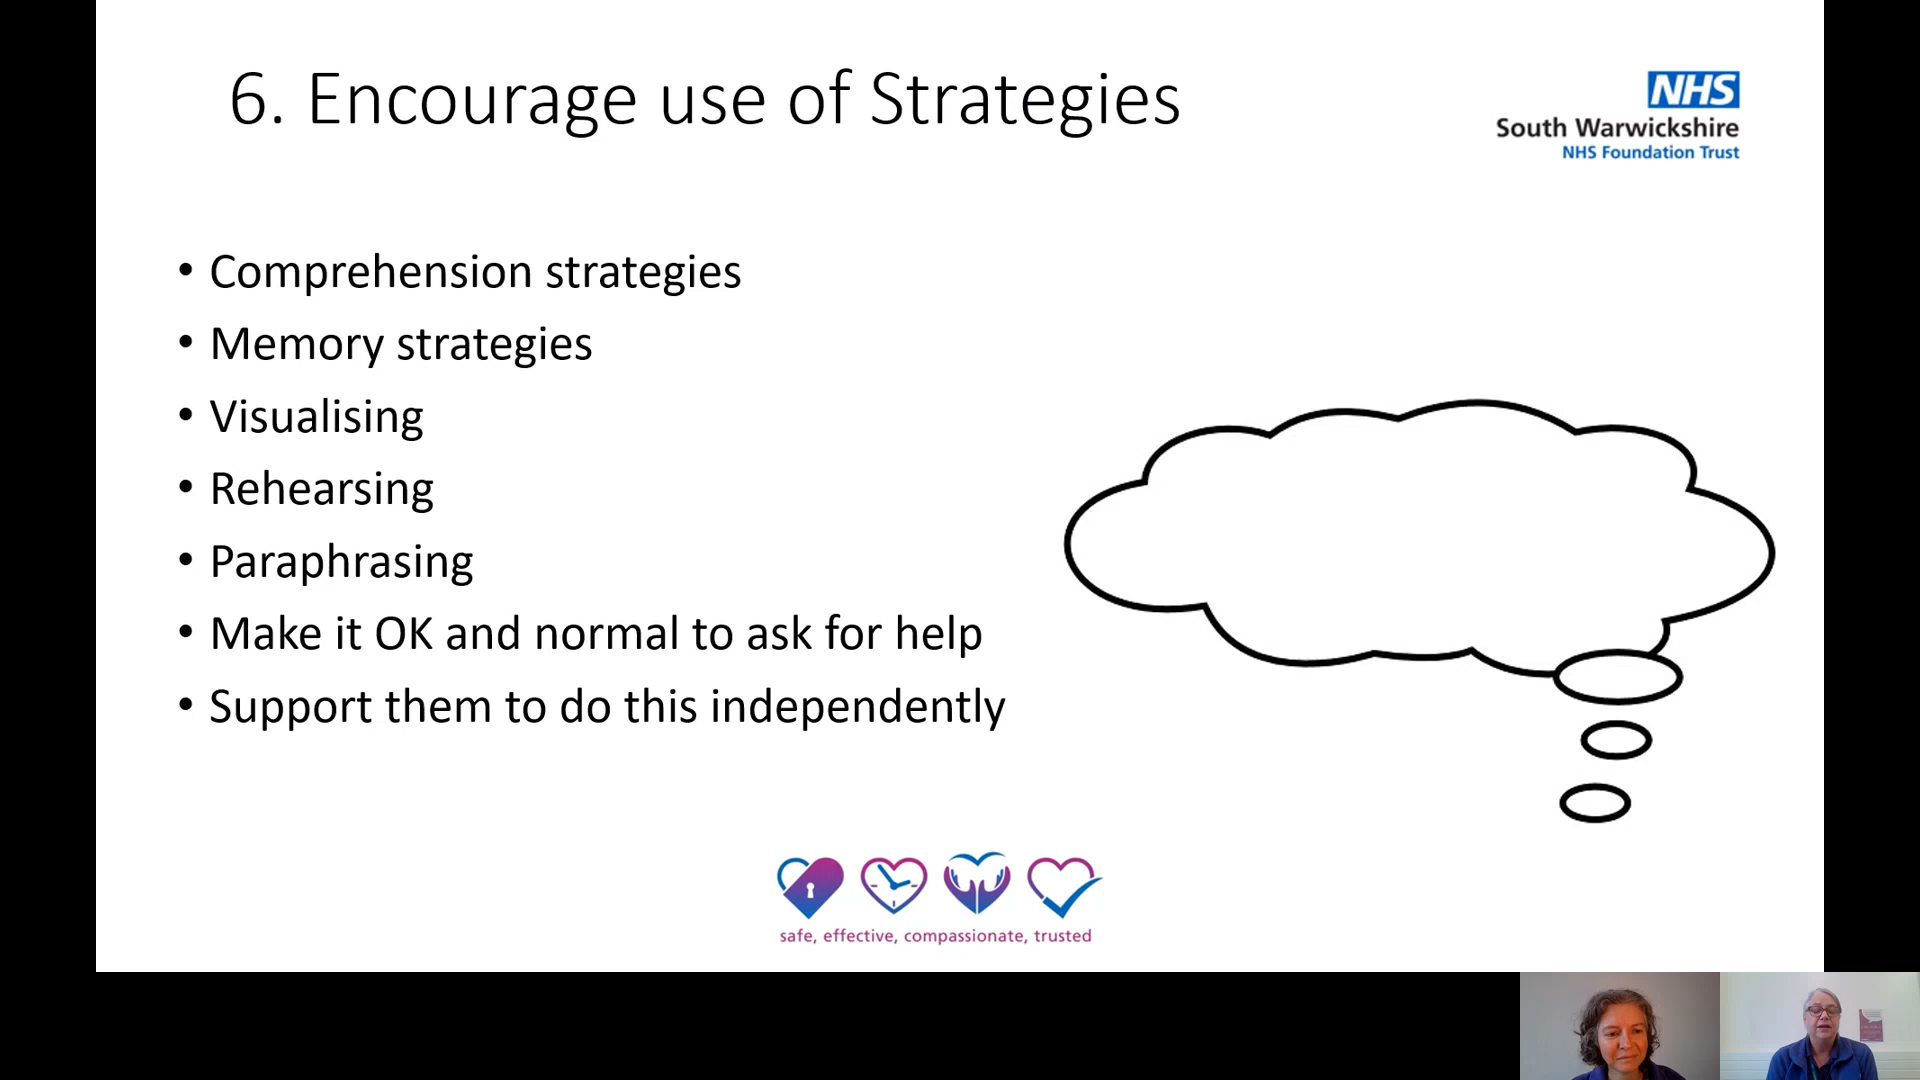 6. Encourage use of Strategies
NHS
South Warwickshire
NHS Foundation Trust
• Comprehension strategies
• Memory strategies
• Visualising
• Rehearsing
• Paraphrasing
• Make it OK and normal to ask for help
• Support them to do this independently
safe, effective, compassionate, trusted